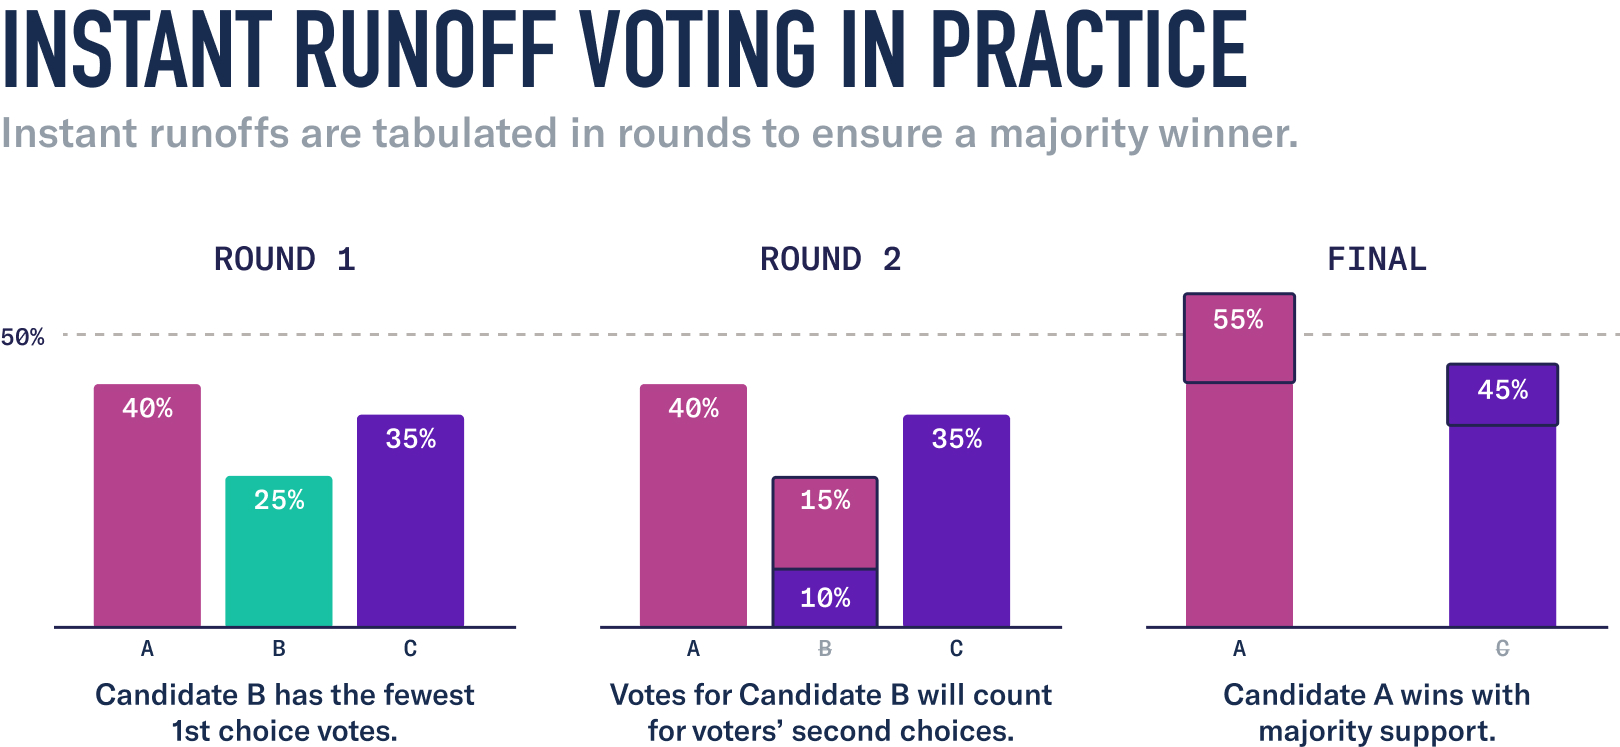 INSTANT RUNOFF VOTING IN PRACTICE
Instant runoffs are tabulated in rounds to ensure a majority winner.
ROUND 1
50%
40%
25%
35%
A
B
C
Candidate B has the fewest
1st choice votes.
ROUND 2
40%
15%
10%
35%
A
B
C
Votes for Candidate B will count
for voters’ second choices.
FINAL
55%
45%
A
C
Candidate A wins with
majority support.